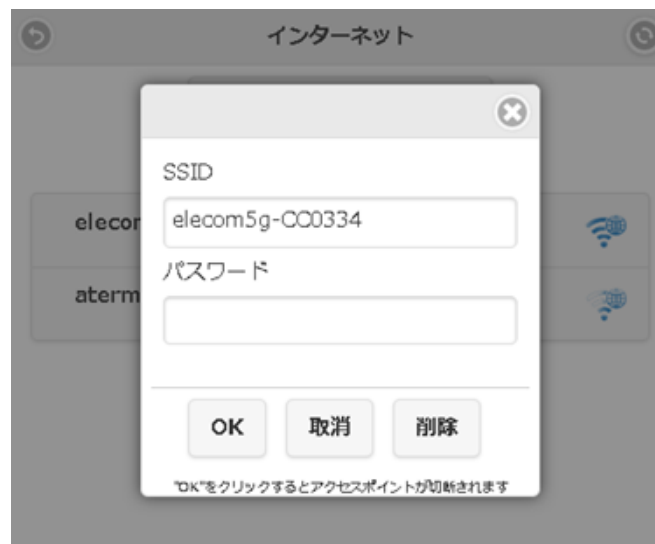 インターネット
SSID
elecom5g-CC0334
elecor
パスワード
aterm
OK
取消
削除
"OK"をクリックするとアクセスポイントが切断されます